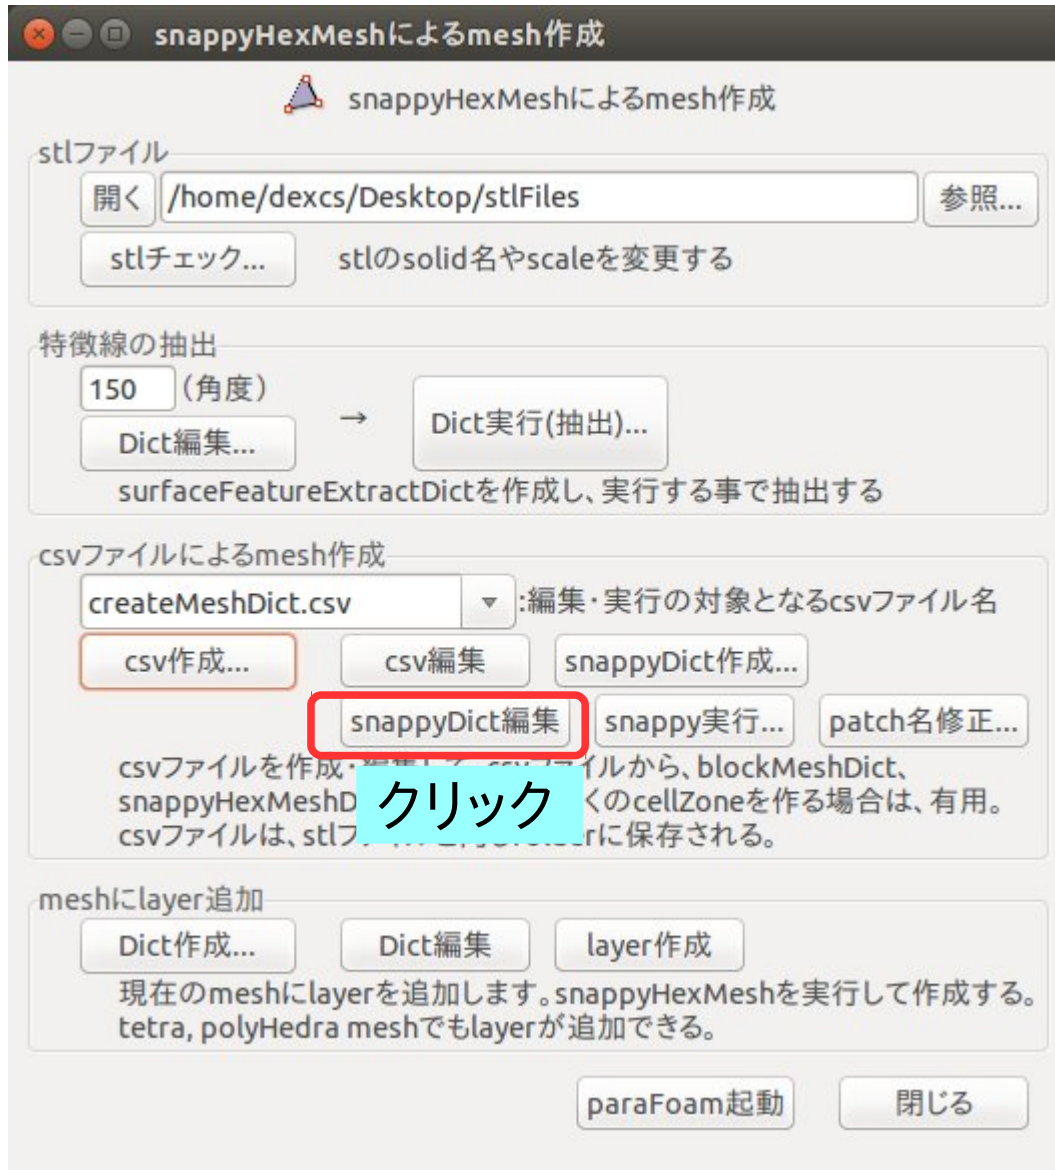 snappyHexMeshによるmesh作成
snappyHexMeshによるmesh作成
stlファイル
開く /home/dexcs/Desktop/stlFiles 参照...
stlチェック... stlのsolid名やscaleを変更する
特徴線の抽出
150 (角度)
→ Dict実行(抽出)...
Dict編集...
surfaceFeatureExtractDictを作成し、実行する事で抽出する
csvファイルによるmesh作成
createMeshDict.csv :編集・実行の対象となるcsvファイル名
csv作成... csv編集 snappyDict作成...
snappyDict編集 snappy実行... patch名修正...
csvファイルを作成・ イルから、blockMeshDict、
snappyHexMeshD くのcellZoneを作る場合は、有用。
クリック
csvファイルは、stlフ rに保存される。
meshにlayer追加
Dict作成... Dict編集 layer作成
現在のmeshにlayerを追加します。snappyHexMeshを実行して作成する。
tetra, polyHedra meshでもlayerが追加できる。
paraFoam起動 閉じる